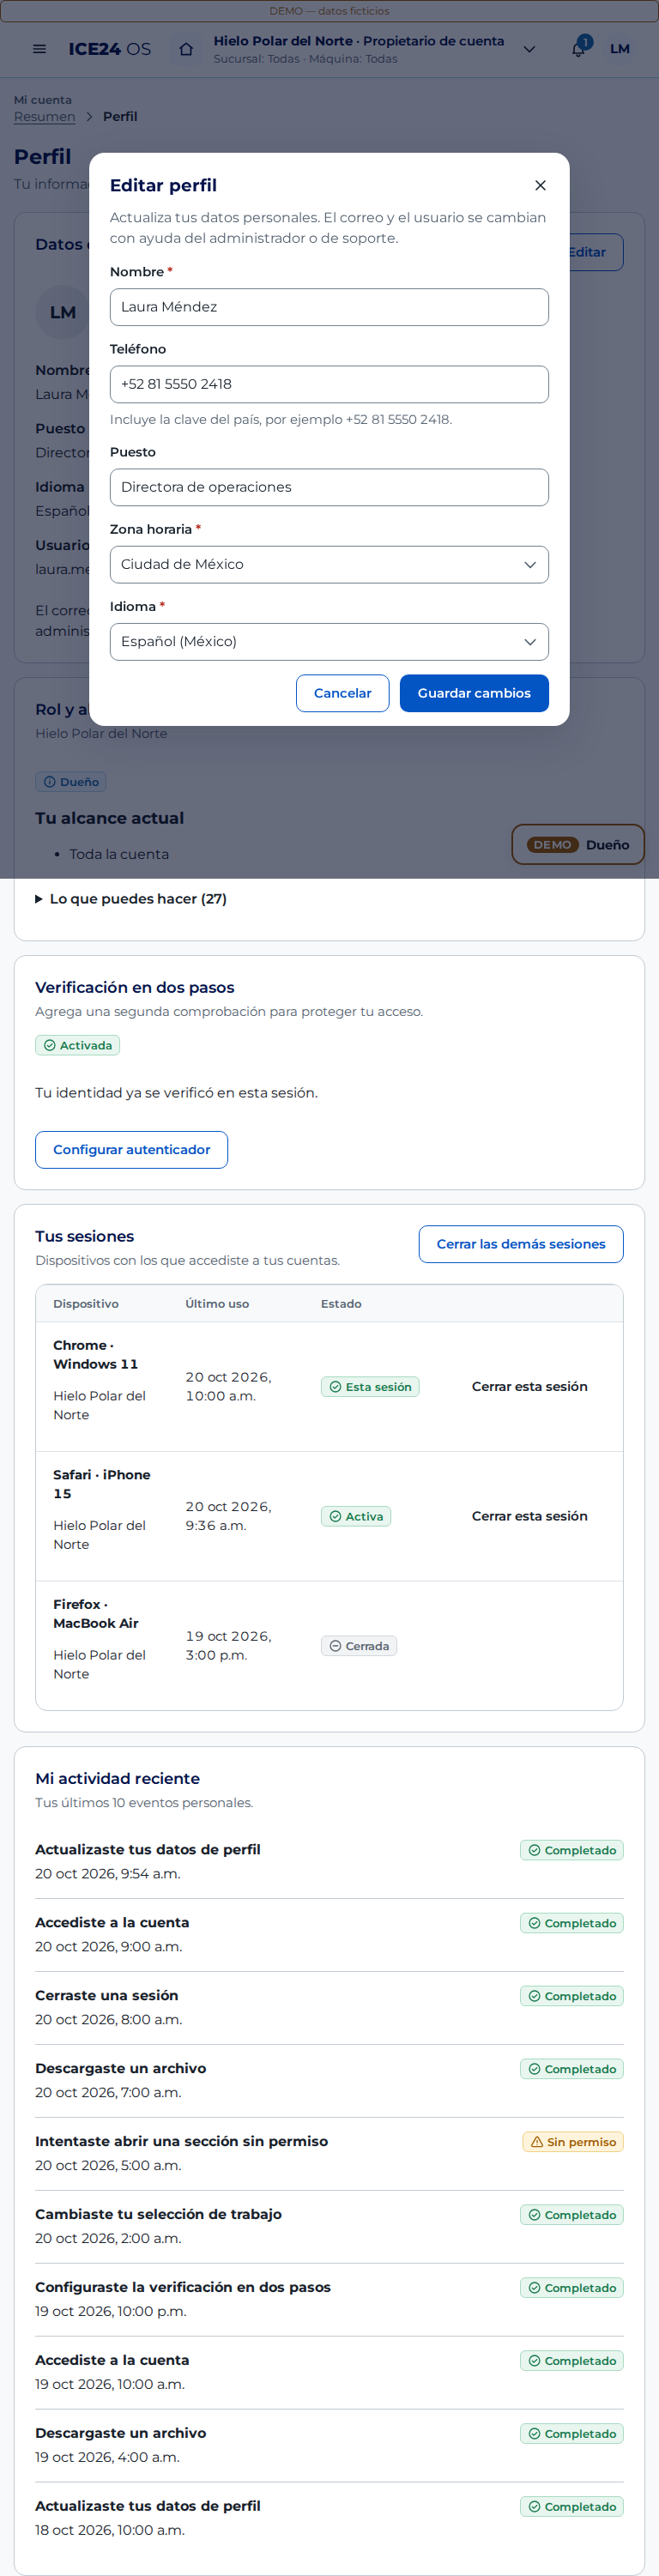 DEMO — datos ficticios
ICE24 OS
Hielo Polar del Norte · Propietario de cuenta
Sucursal: Todas · Máquina: Todas
1
LM
Mi cuenta
Resumen > Perfil
Perfil
Tu informa
Datos
Editar
LM
Nombre
Laura M
Puesto
Director
Idioma
Español
Usuario
laura.me
El correo
adminis
Editar perfil
Actualiza tus datos personales. El correo y el usuario se cambian
con ayuda del administrador o de soporte.
Nombre *
Laura Méndez
Teléfono
+52 81 5550 2418
Incluye la clave del país, por ejemplo +52 81 5550 2418.
Puesto
Directora de operaciones
Zona horaria *
Ciudad de México
Idioma *
Español (México)
Cancelar
Guardar cambios
Rol y a
Hielo Polar del Norte
Dueño
Tu alcance actual
• Toda la cuenta
DEMO Dueño
Lo que puedes hacer (27)
Verificación en dos pasos
Agrega una segunda comprobación para proteger tu acceso.
Activada
Tu identidad ya se verificó en esta sesión.
Configurar autenticador
Tus sesiones
Dispositivos con los que accediste a tus cuentas.
Cerrar las demás sesiones
Dispositivo Último uso Estado
Chrome ·
Windows 11
Hielo Polar del
Norte
20 oct 2026,
10:00 a.m.
Esta sesión
Cerrar esta sesión
Safari · iPhone
15
Hielo Polar del
Norte
20 oct 2026,
9:36 a.m.
Activa
Cerrar esta sesión
Firefox ·
MacBook Air
Hielo Polar del
Norte
19 oct 2026,
3:00 p.m.
Cerrada
Mi actividad reciente
Tus últimos 10 eventos personales.
Actualizaste tus datos de perfil
Completado
20 oct 2026, 9:54 a.m.
Accediste a la cuenta
Completado
20 oct 2026, 9:00 a.m.
Cerraste una sesión
Completado
20 oct 2026, 8:00 a.m.
Descargaste un archivo
Completado
20 oct 2026, 7:00 a.m.
Intentaste abrir una sección sin permiso
Sin permiso
20 oct 2026, 5:00 a.m.
Cambiaste tu selección de trabajo
Completado
20 oct 2026, 2:00 a.m.
Configuraste la verificación en dos pasos
Completado
19 oct 2026, 10:00 p.m.
Accediste a la cuenta
Completado
19 oct 2026, 10:00 a.m.
Descargaste un archivo
Completado
19 oct 2026, 4:00 a.m.
Actualizaste tus datos de perfil
Completado
18 oct 2026, 10:00 a.m.